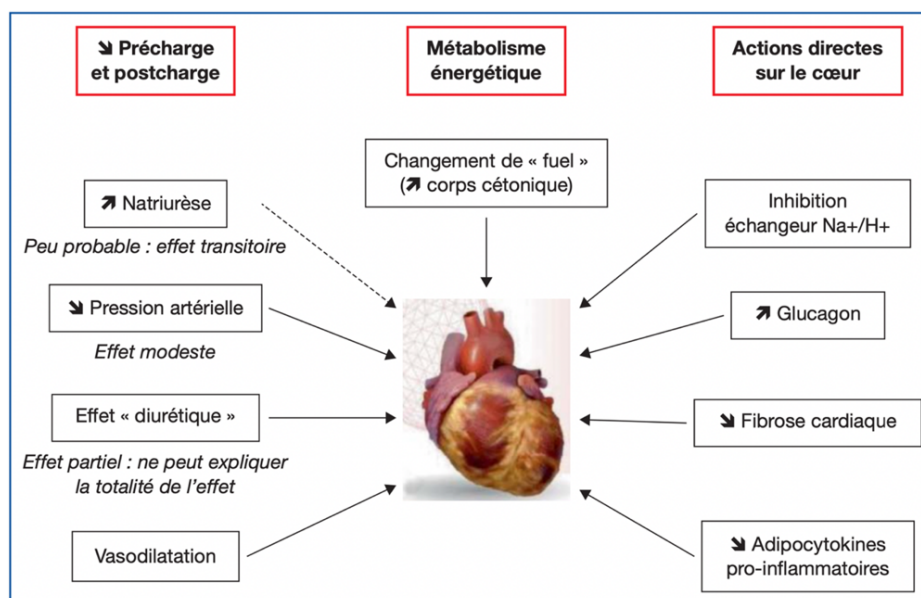 ↘ Précharge
et postcharge
Métabolisme
énergétique
Actions directes
sur le cœur
Changement de « fuel »
(↗ corps cétonique)
↗ Natriurèse
Peu probable : effet transitoire
↘ Pression artérielle
Effet modeste
Effet « diurétique »
Effet partiel : ne peut expliquer
la totalité de l’effet
Vasodilatation
Inhibition
échangeur Na+/H+
↗ Glucagon
↘ Fibrose cardiaque
↘ Adipocytokines
pro-inflammatoires